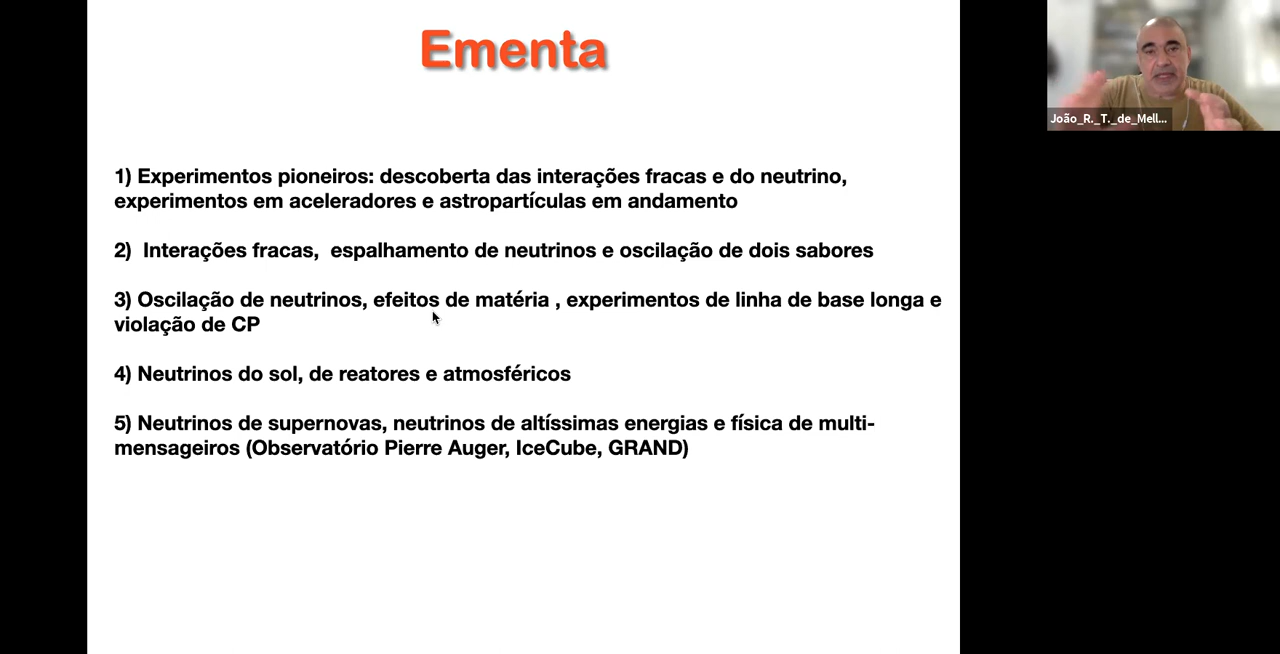 Ementa
João_R._T._de_Mell...
1) Experimentos pioneiros: descoberta das interações fracas e do neutrino,
experimentos em aceleradores e astropartículas em andamento
2)  Interações fracas,  espalhamento de neutrinos e oscilação de dois sabores
3) Oscilação de neutrinos, efeitos de matéria , experimentos de linha de base longa e
violação de CP
4) Neutrinos do sol, de reatores e atmosféricos
5) Neutrinos de supernovas, neutrinos de altíssimas energias e física de multi-
mensageiros (Observatório Pierre Auger, IceCube, GRAND)